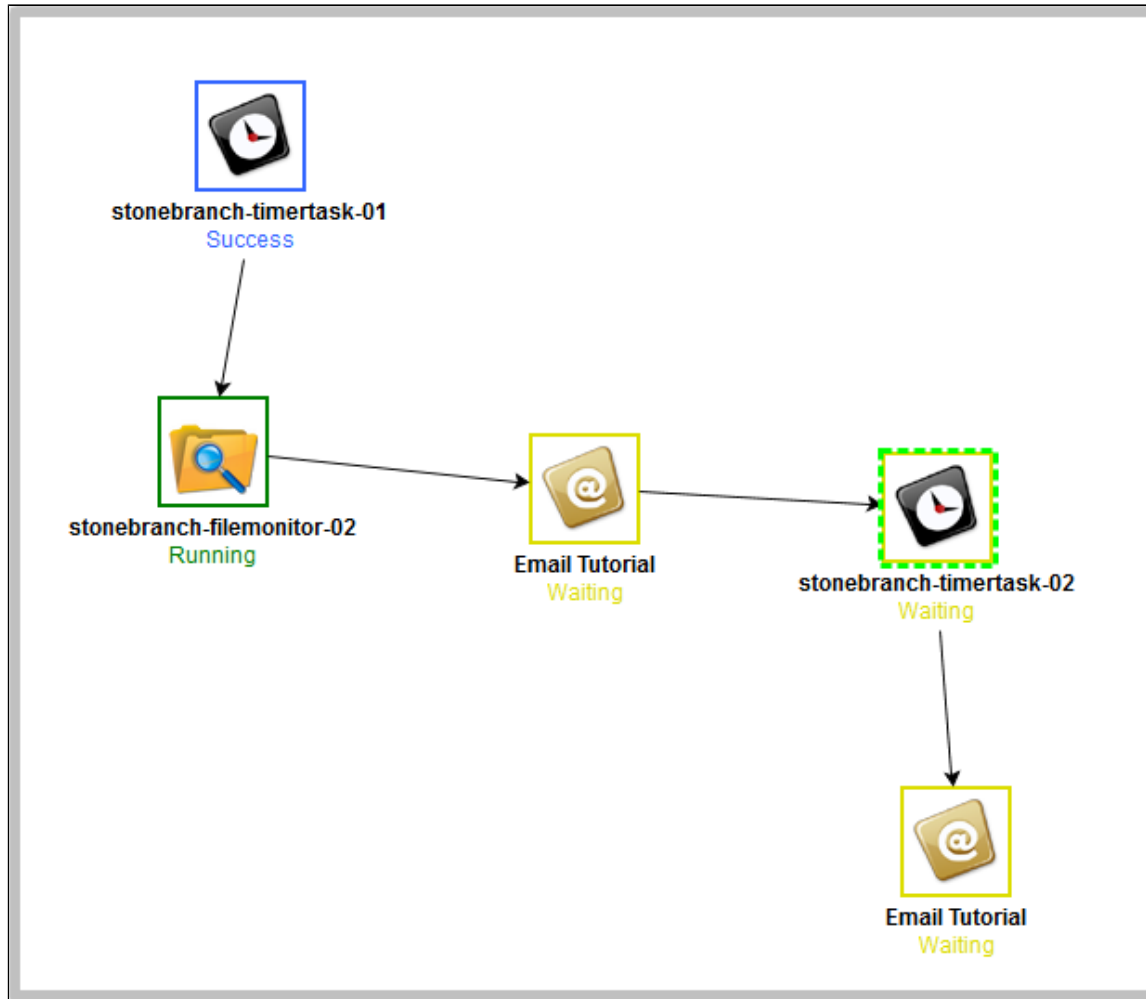 stonebranch-timertask-01
Success
stonebranch-filemonitor-02
Running
Email Tutorial
Waiting
stonebranch-timertask-02
Waiting
Email Tutorial
Waiting